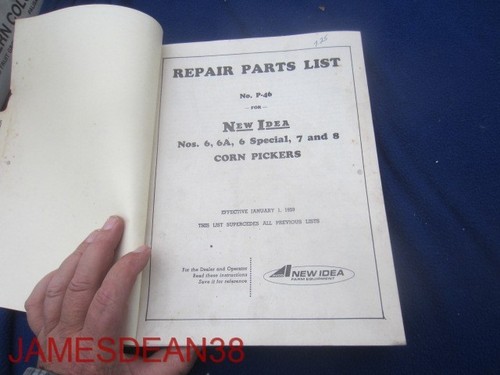 REPAIR PARTS LIST
No. P-46
— FOR —
NEW IDEA
Nos. 6, 6A, 6 Special, 7 and 8
CORN PICKERS
EFFECTIVE JANUARY 1,
THIS LIST SUPERCEDES ALL PREVIOUS LISTS
For the Dealer and Operator
Read these instructions
Save it for reference
NEW IDEA
FARM EQUIPMENT
JAMESDEAN38